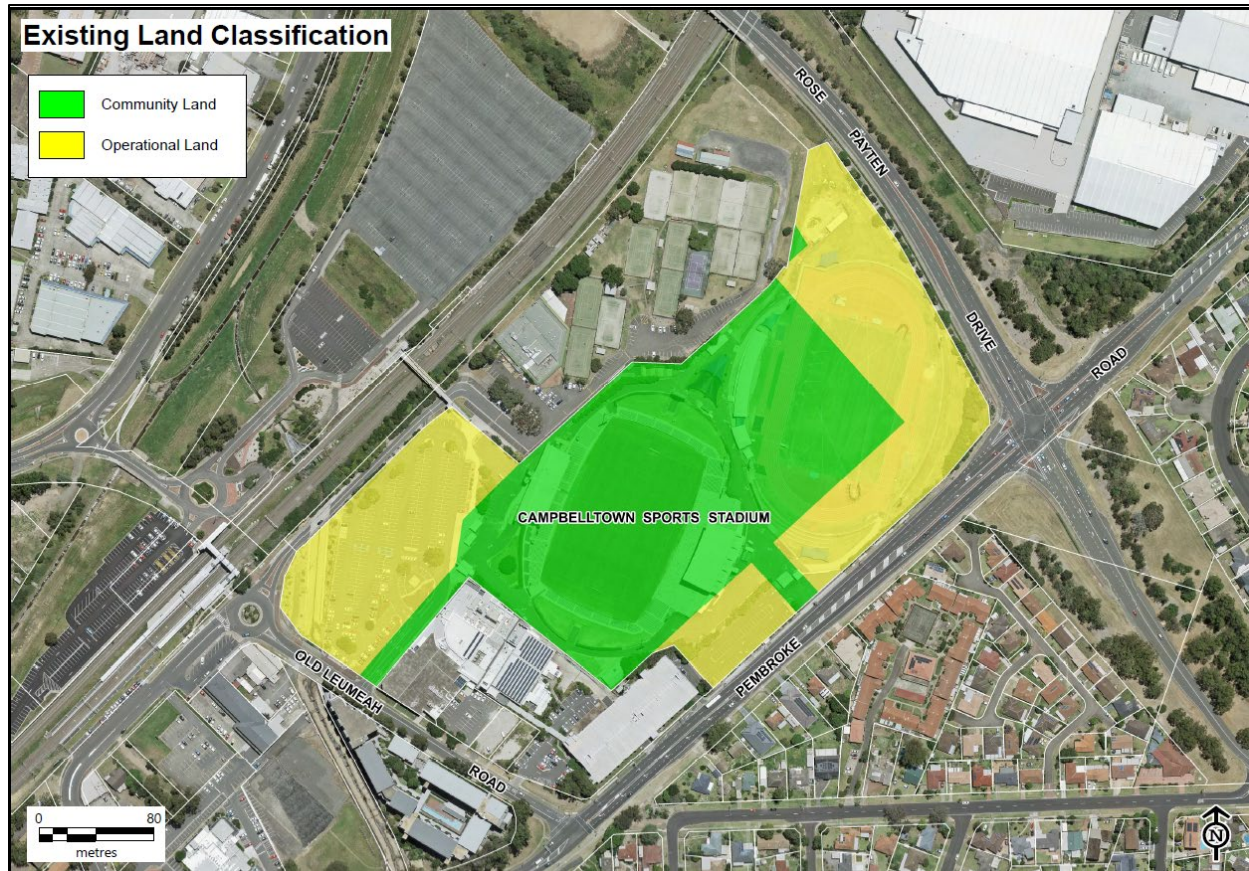 Existing Land Classification
Community Land
Operational Land
ROSE
PAYTEN
DRIVE
ROAD
CAMPBELLTOWN SPORTS STADIUM
OLD LEUMEAH
ROAD
PEMBROKE
0 80
metres
N